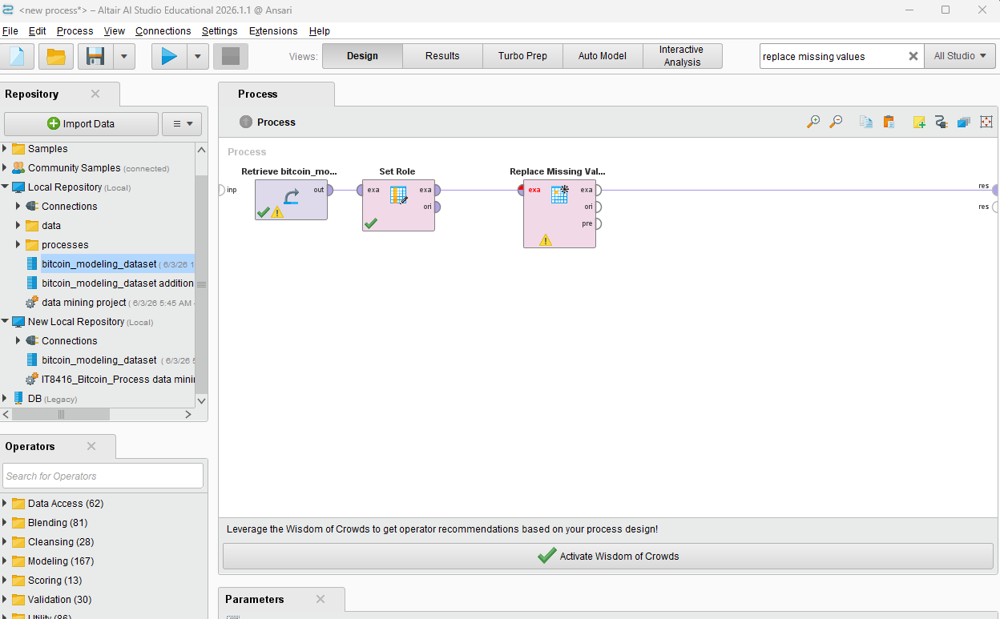 <new process*> – Altair AI Studio Educational 2026.1.1 @ Ansari
File Edit Process View Connections Settings Extensions Help
Views: Design Results Turbo Prep Auto Model Interactive Analysis replace missing values All Studio
Repository
Process
Import Data
Process
Samples
Community Samples (connected)
Local Repository (Local)
Connections
data
processes
bitcoin_modeling_dataset ( 6/3/26 1
bitcoin_modeling_dataset addition
data mining project ( 6/3/26 5:45 AM
New Local Repository (Local)
Connections
bitcoin_modeling_dataset ( 6/3/26
IT8416_Bitcoin_Process data mini
DB (Legacy)
Process
Retrieve bitcoin_mo...
Set Role
Replace Missing Val...
inp
out
exa exa
ori
exa exa
ori
pre
res
res
Operators
Search for Operators
Data Access (62)
Blending (81)
Cleansing (28)
Modeling (167)
Scoring (13)
Validation (30)
Utility (86)
Leverage the Wisdom of Crowds to get operator recommendations based on your process design!
Activate Wisdom of Crowds
Parameters